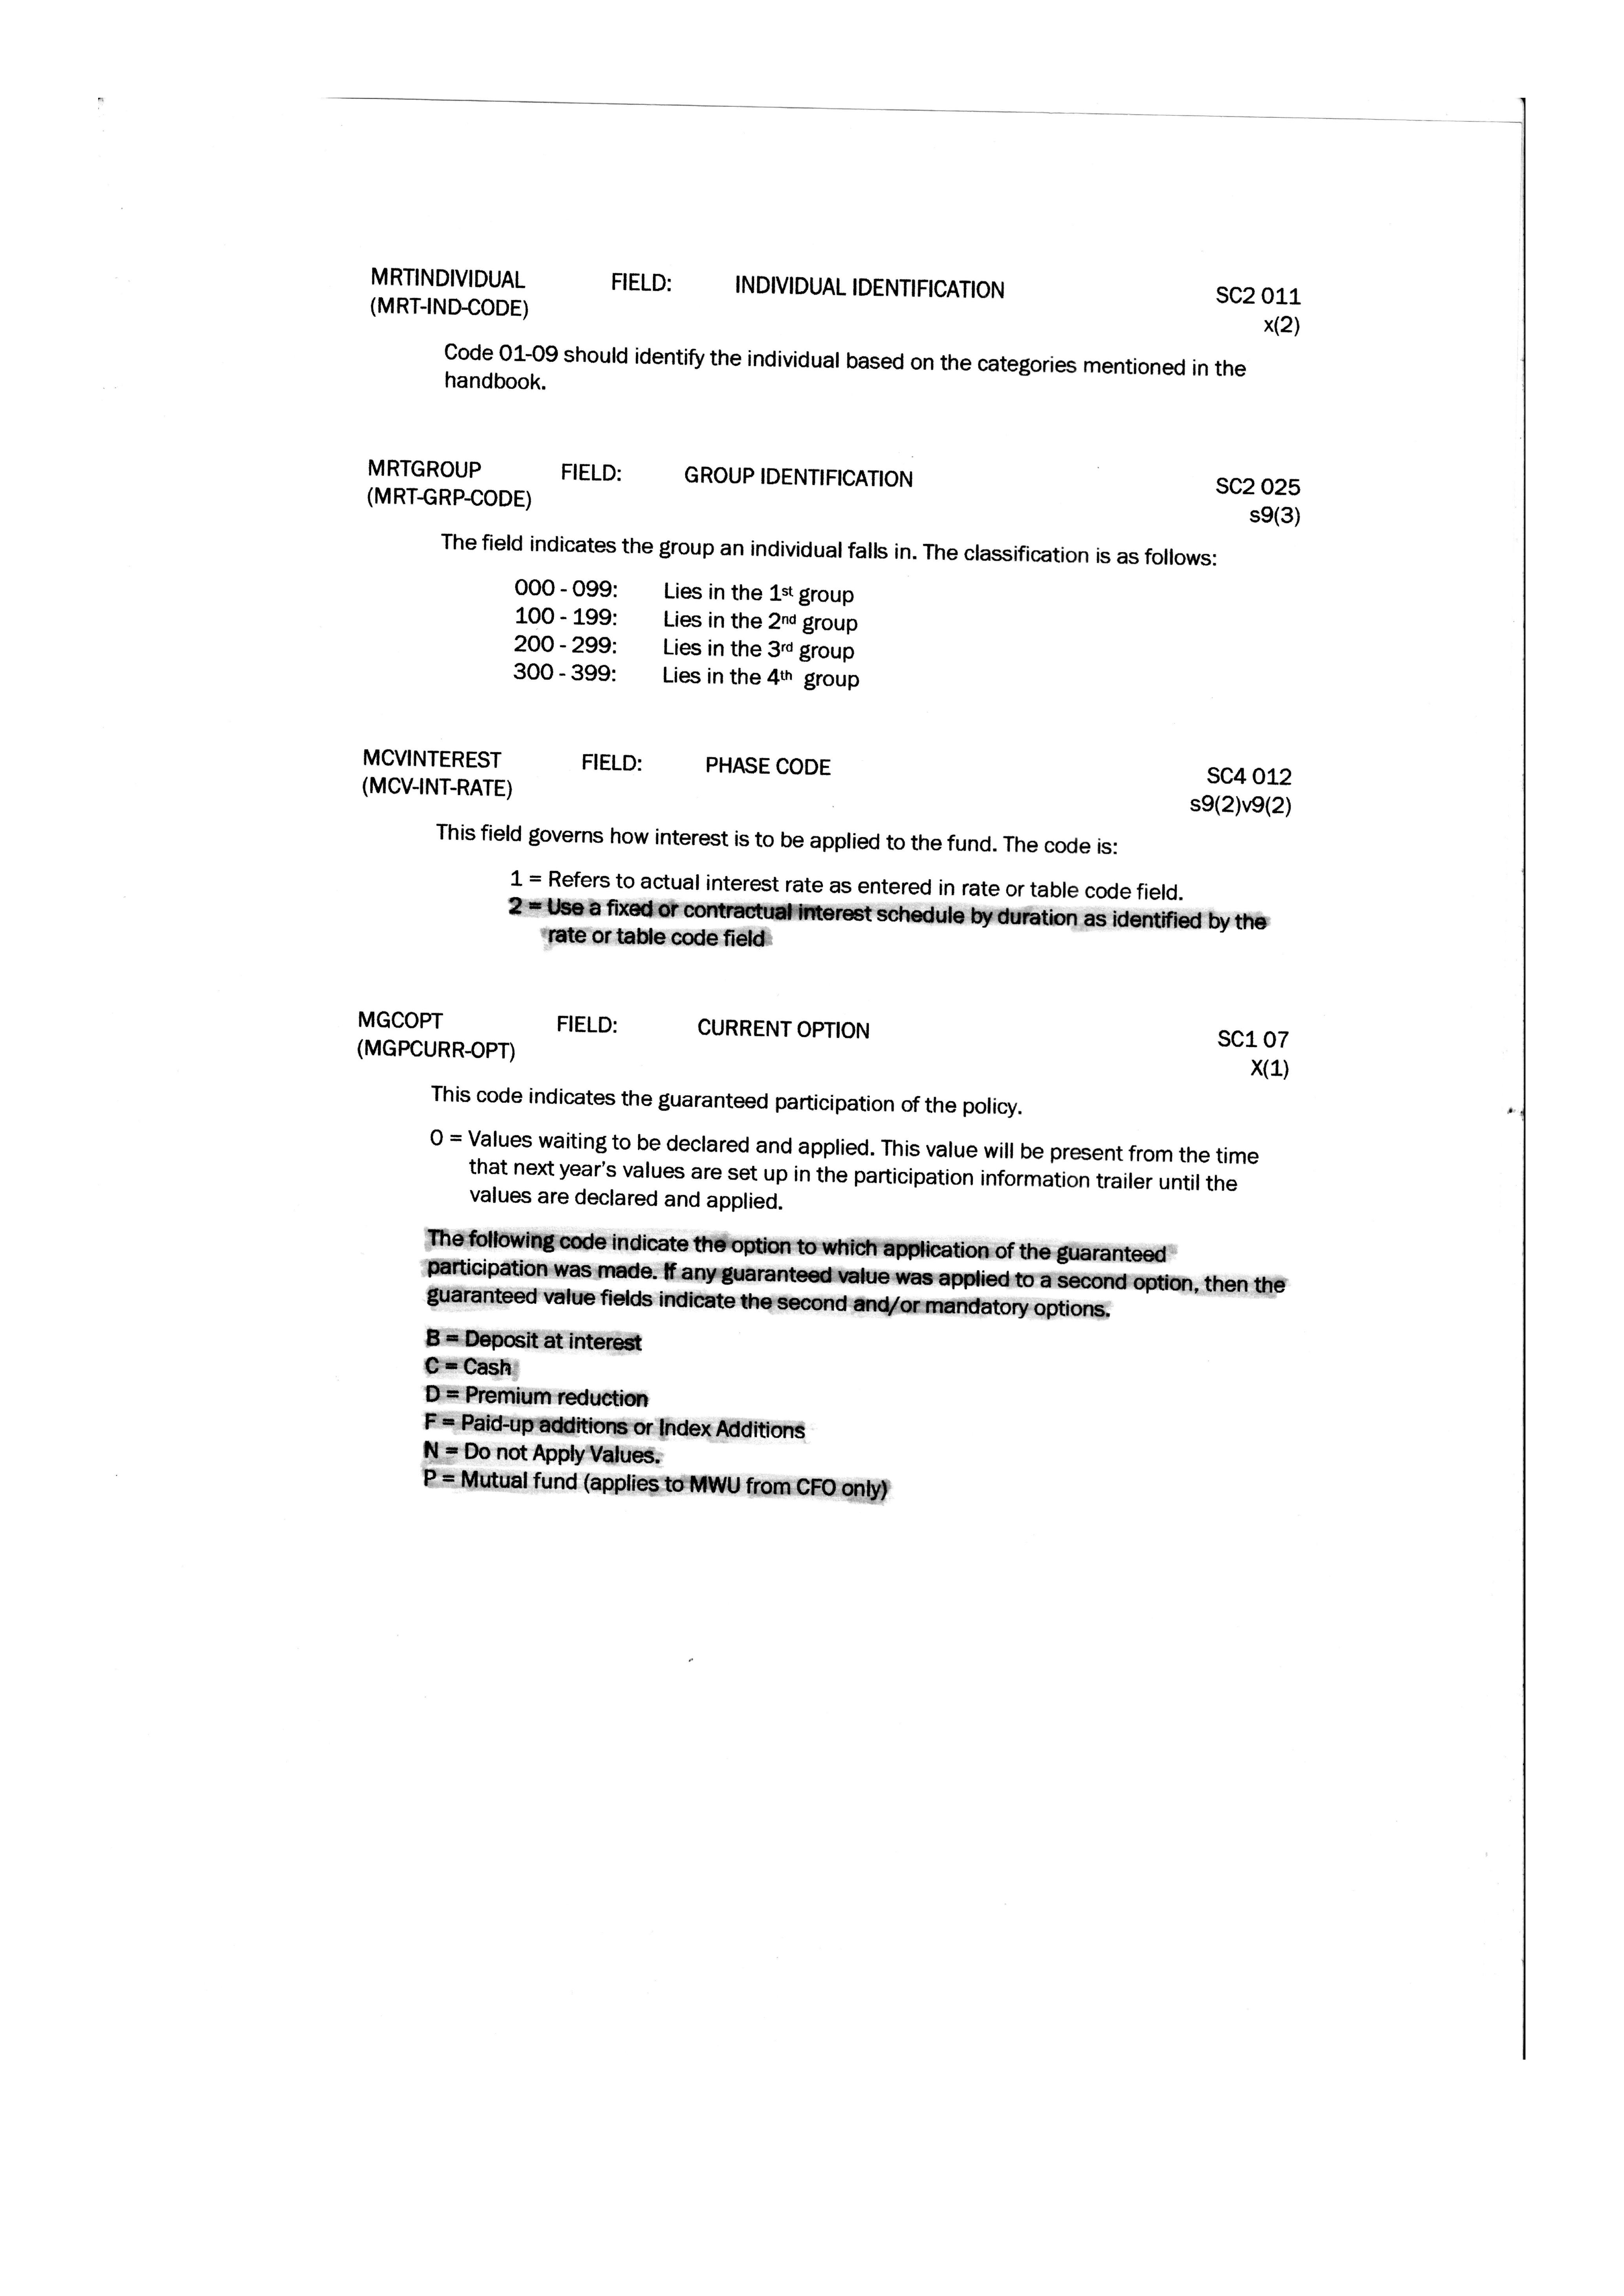 MRTINDIVIDUAL FIELD: INDIVIDUAL IDENTIFICATION SC2 011
(MRT-IND-CODE) x(2)
Code 01-09 should identify the individual based on the categories mentioned in the
handbook.
MRTGROUP FIELD: GROUP IDENTIFICATION SC2 025
(MRT-GRP-CODE) s9(3)
The field indicates the group an individual falls in. The classification is as follows:
000 - 099: Lies in the 1st group
100 - 199: Lies in the 2nd group
200 - 299: Lies in the 3rd group
300 - 399: Lies in the 4th group
MCVINTEREST FIELD: PHASE CODE SC4 012
(MCV-INT-RATE) s9(2)v9(2)
This field governs how interest is to be applied to the fund. The code is:
1 = Refers to actual interest rate as entered in rate or table code field.
2 = Use a fixed or contractual interest schedule by duration as identified by the
rate or table code field
MGCOPT FIELD: CURRENT OPTION SC1 07
(MGPCURR-OPT) X(1)
This code indicates the guaranteed participation of the policy.
0 = Values waiting to be declared and applied. This value will be present from the time
that next year's values are set up in the participation information trailer until the
values are declared and applied.
The following code indicate the option to which application of the guaranteed
participation was made. If any guaranteed value was applied to a second option, then the
guaranteed value fields indicate the second and/or mandatory options.
B = Deposit at interest
C = Cash
D = Premium reduction
F = Paid-up additions or Index Additions
N = Do not Apply Values.
P = Mutual fund (applies to MWU from CFO only)